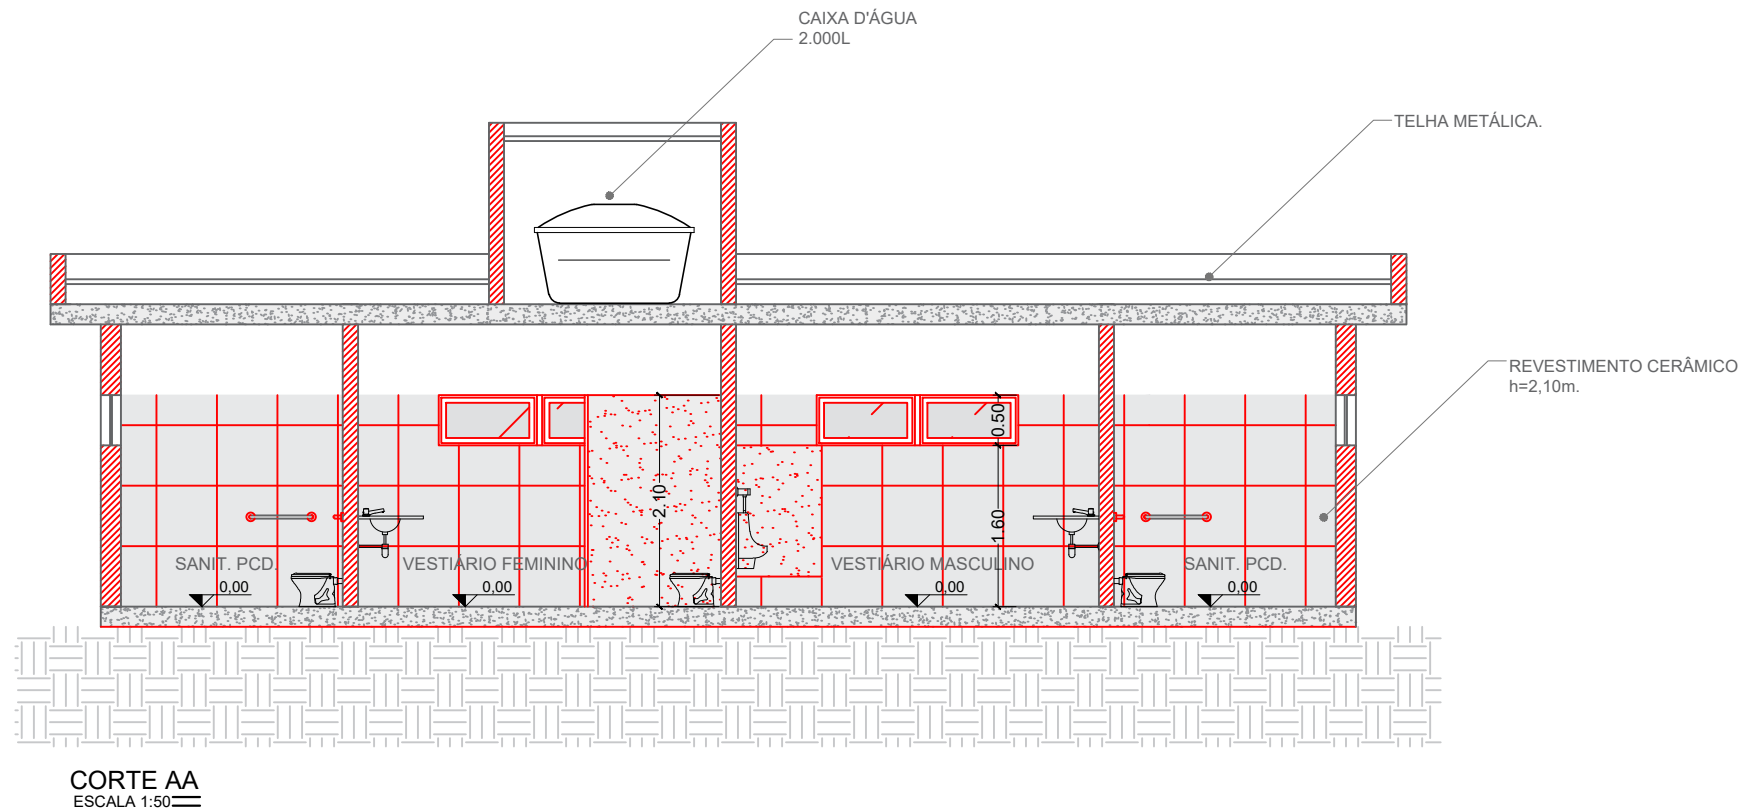 CAIXA D'ÁGUA
2.000L
TELHA METÁLICA.
REVESTIMENTO CERÂMICO
h=2,10m.
0.50
2.10
1.60
SANIT. PCD.
VESTIÁRIO FEMININO
VESTIÁRIO MASCULINO
SANIT. PCD.
0,00
0,00
0,00
0,00
CORTE AA
ESCALA 1:50